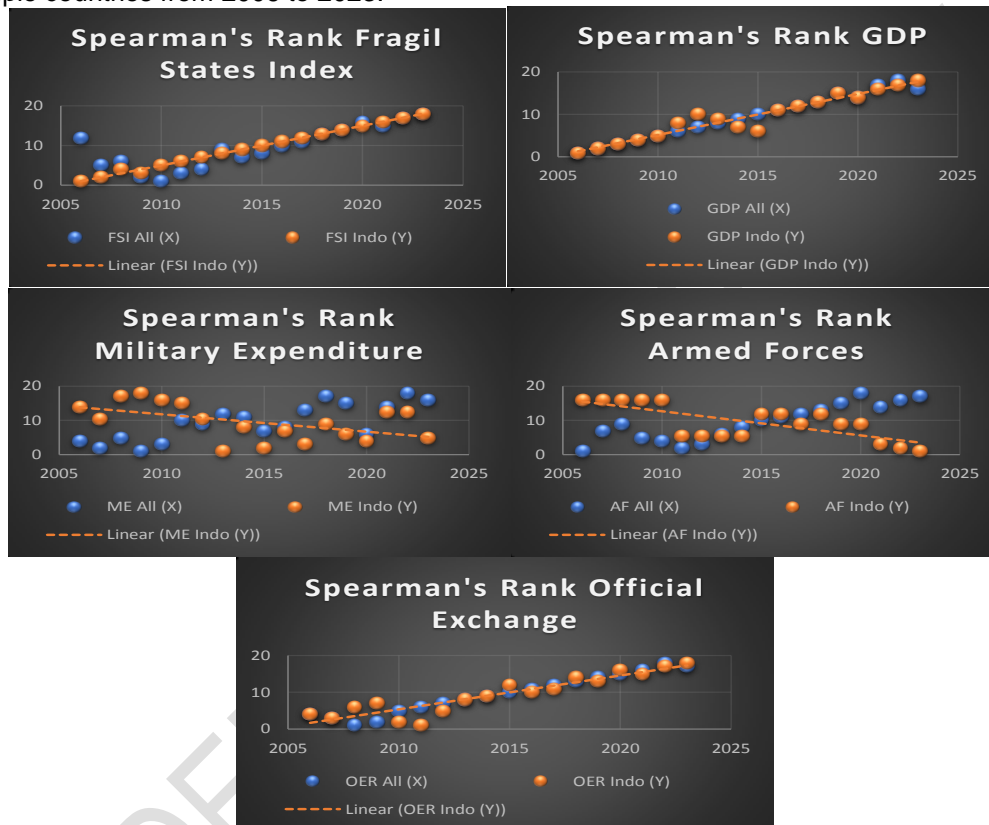 countries from 2006 to 2023.
Spearman's Rank Fragil
States Index
20
10
0
2005 2010 2015 2020 2025
FSI All (X) FSI Indo (Y)
Linear (FSI Indo (Y))
Spearman's Rank GDP
20
10
0
2005 2010 2015 2020 2025
GDP All (X)
GDP Indo (Y)
Linear (GDP Indo (Y))
Spearman's Rank
Military Expenditure
20
10
0
2005 2010 2015 2020 2025
ME All (X) ME Indo (Y)
Linear (ME Indo (Y))
Spearman's Rank
Armed Forces
20
10
0
2005 2010 2015 2020 2025
AF All (X) AF Indo (Y)
Linear (AF Indo (Y))
Spearman's Rank Official
Exchange
20
10
0
2005 2010 2015 2020 2025
OER All (X) OER Indo (Y)
Linear (OER Indo (Y))